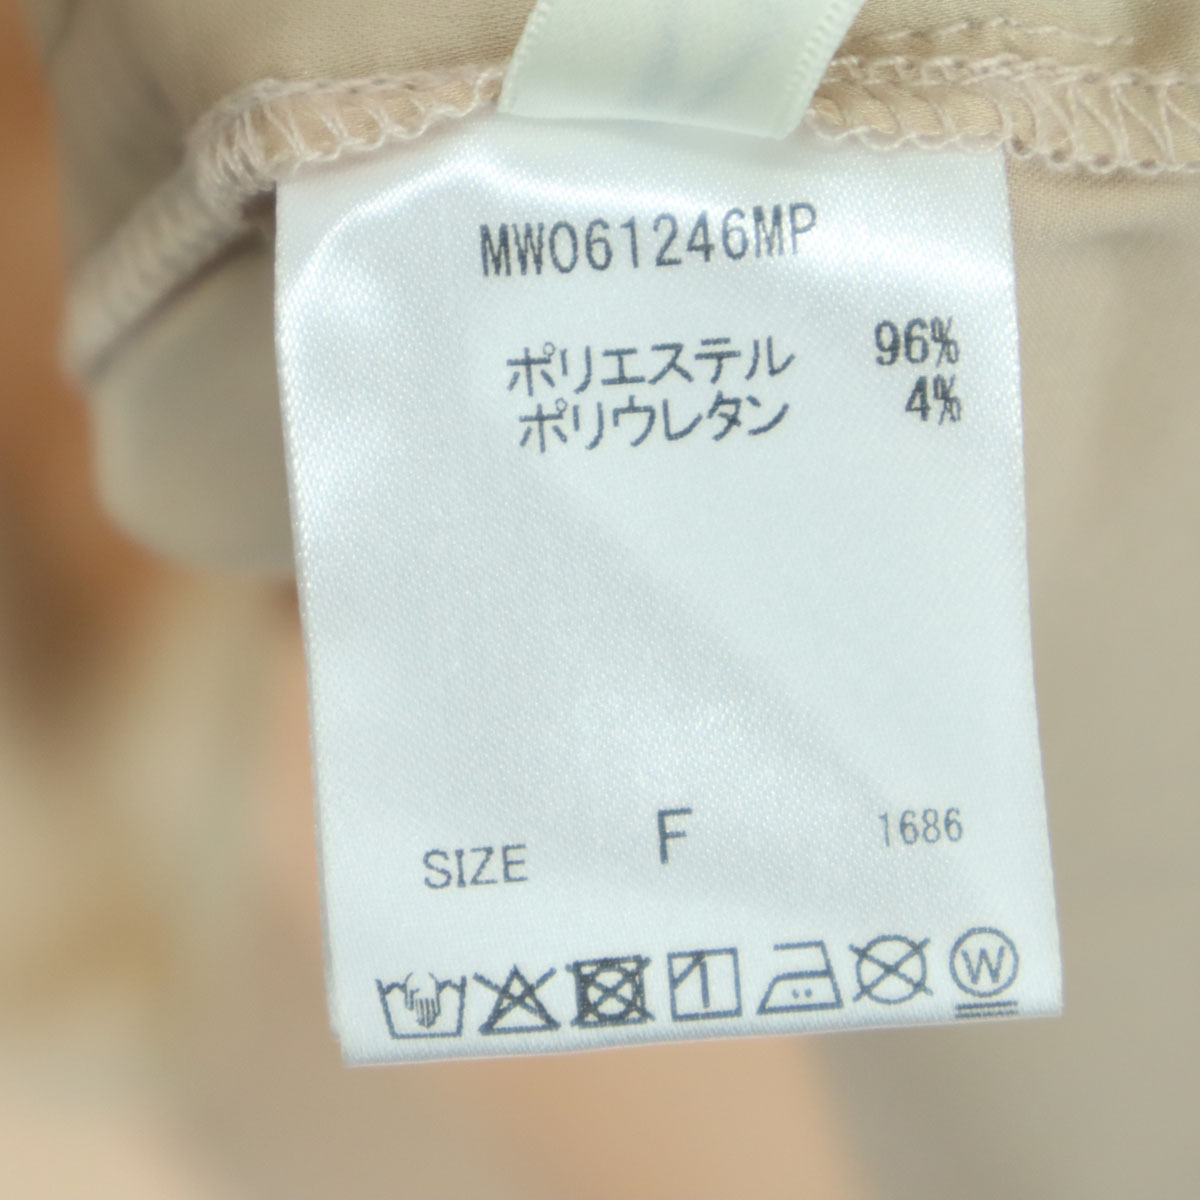 MW061246MP
ポリエステル 96%
ポリウレタン 4%
SIZE F 1686
W